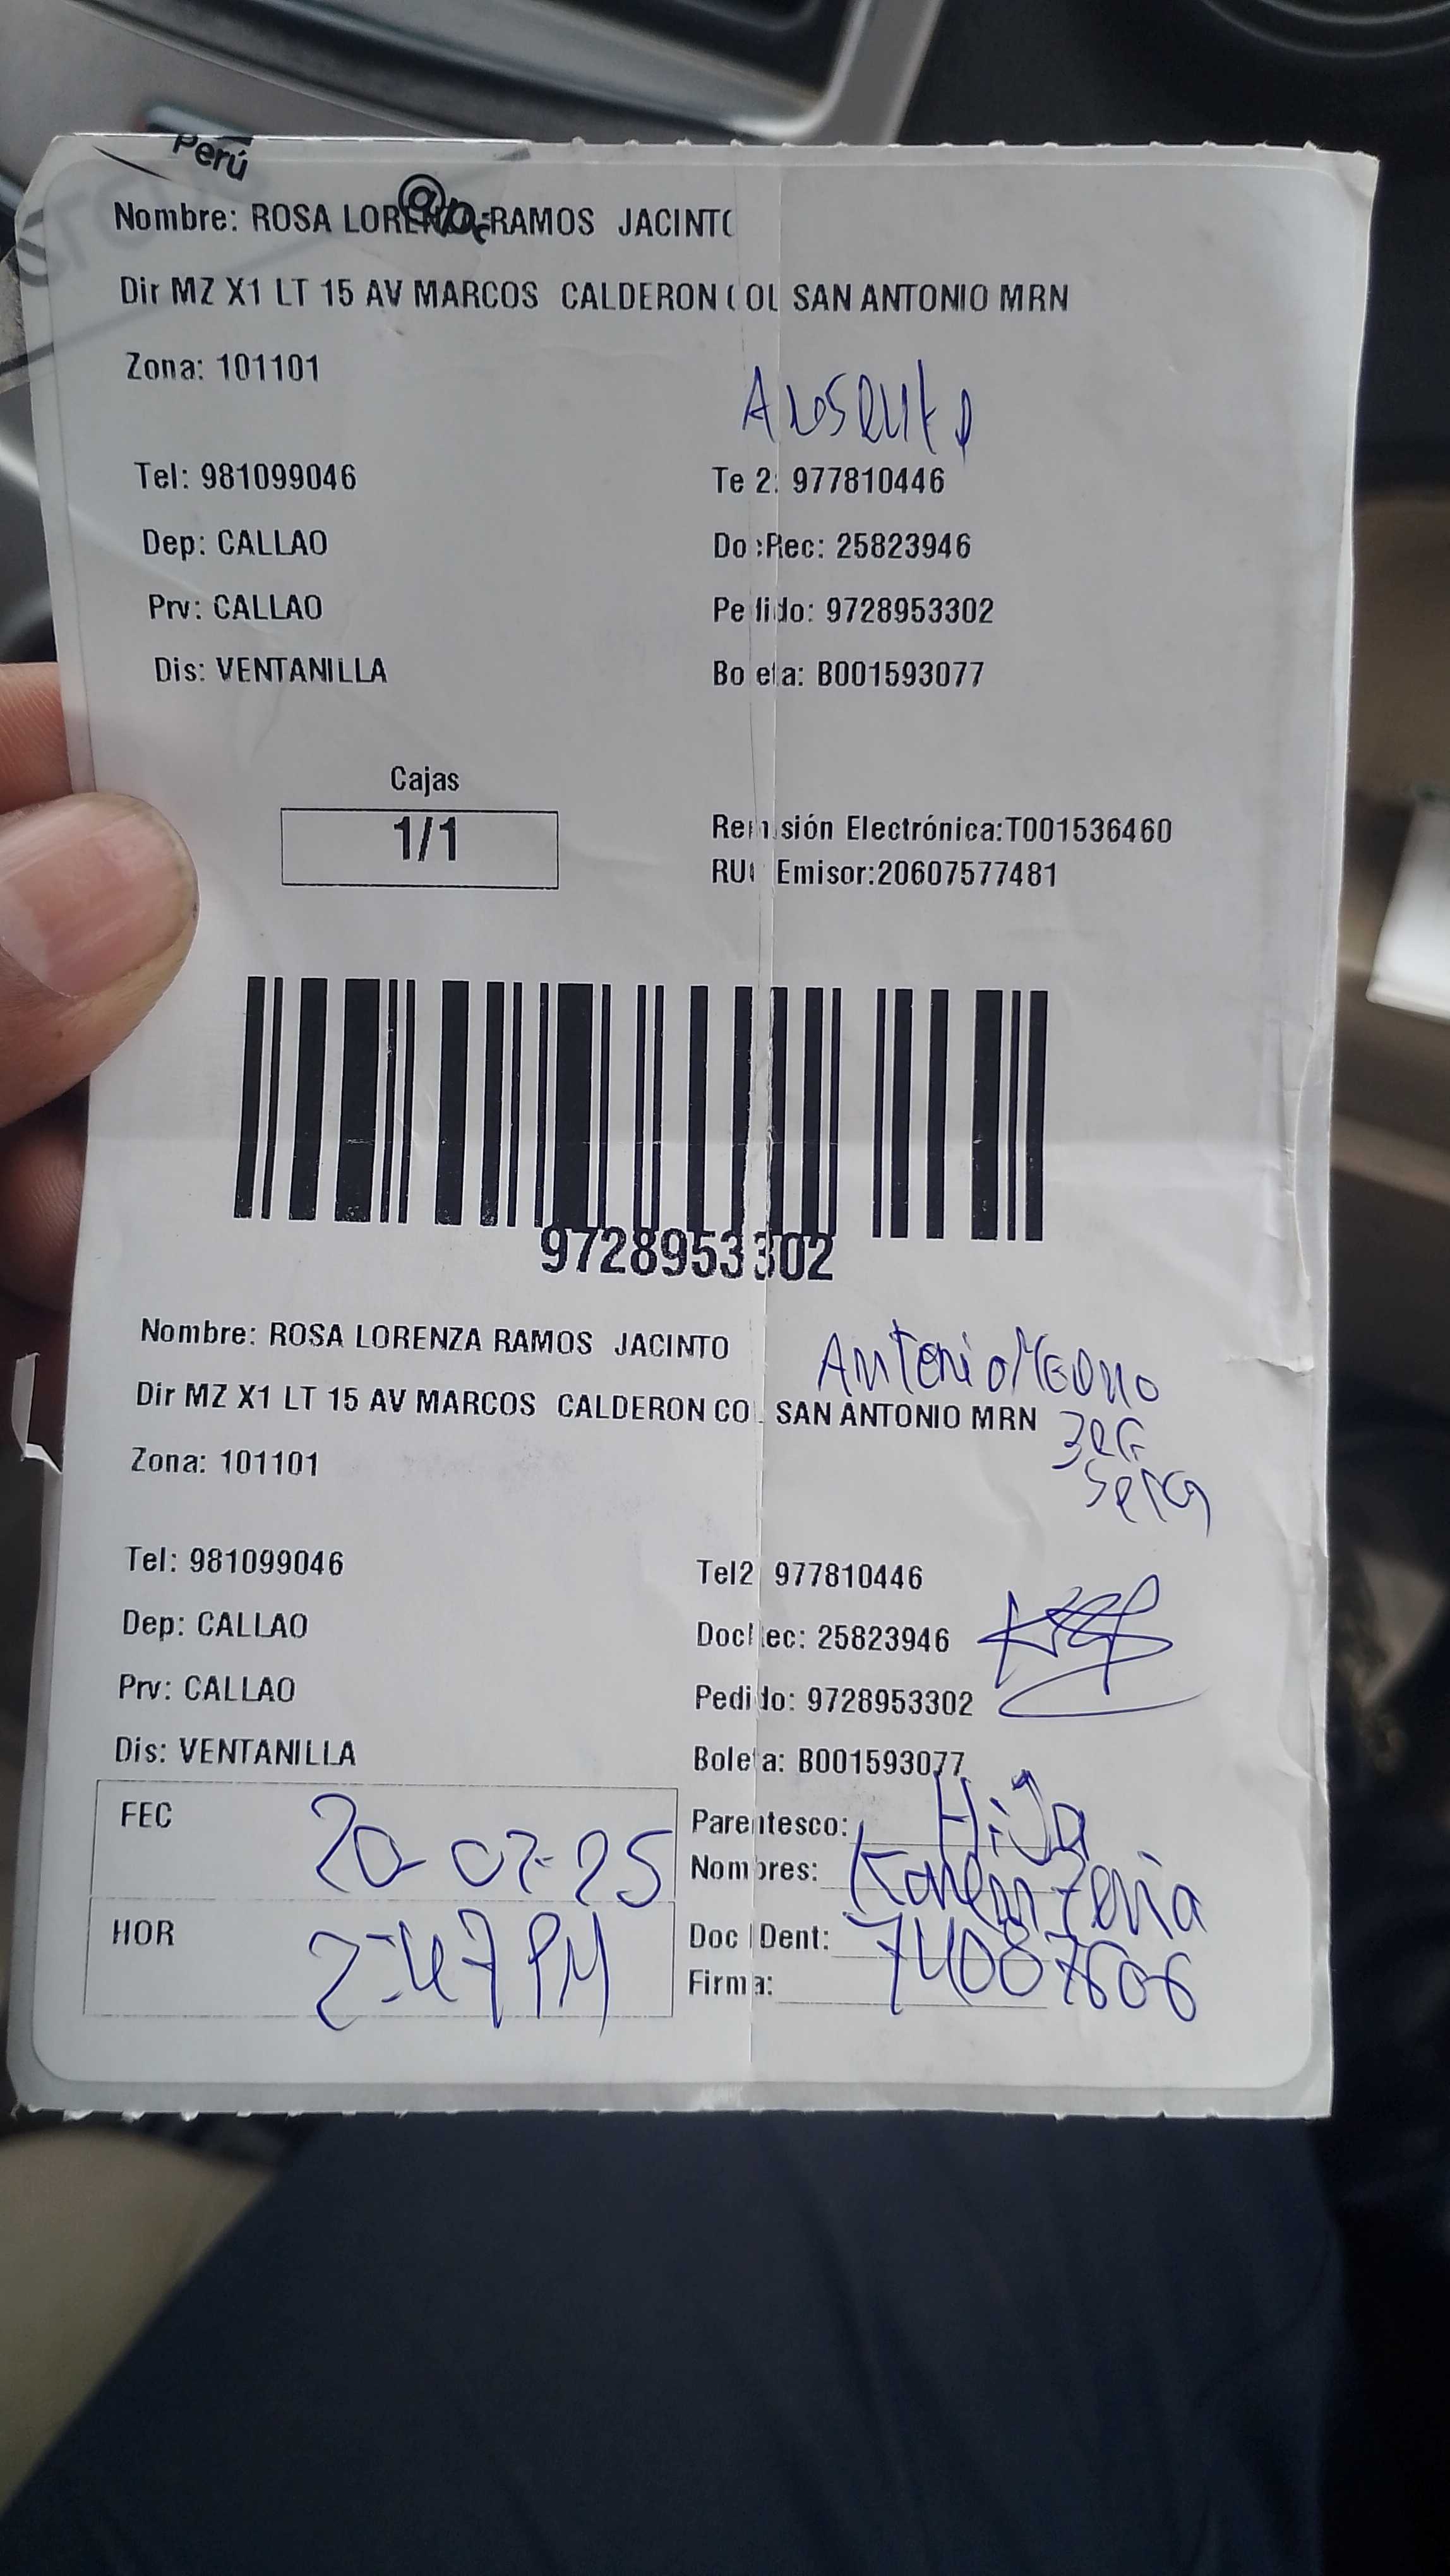 Perú
Nombre: ROSA LORENZA RAMOS JACINTO
Dir MZ X1 LT 15 AV MARCOS CALDERON COL SAN ANTONIO MRN
Zona: 101101
Ausente
Tel: 981099046
Te 2: 977810446
Dep: CALLAO
Doc Rec: 25823946
Prv: CALLAO
Pedido: 9728953302
Dis: VENTANILLA
Boleta: B001593077
Cajas
1/1
Remisión Electrónica:T001536460
RUC Emisor:20607577481
9728953302
Nombre: ROSA LORENZA RAMOS JACINTO
Antonio
Dir MZ X1 LT 15 AV MARCOS CALDERON COL SAN ANTONIO MRN
Zona: 101101
Tel: 981099046
Tel2 977810446
Dep: CALLAO
DocRec: 25823946
Prv: CALLAO
Pedido: 9728953302
Dis: VENTANILLA
Boleta: B001593077
FEC 20-07-25
Parentesco: HiJa
Nombres: Karem
HOR 2:47 PM
Doc Dent: 74087606
Firma: